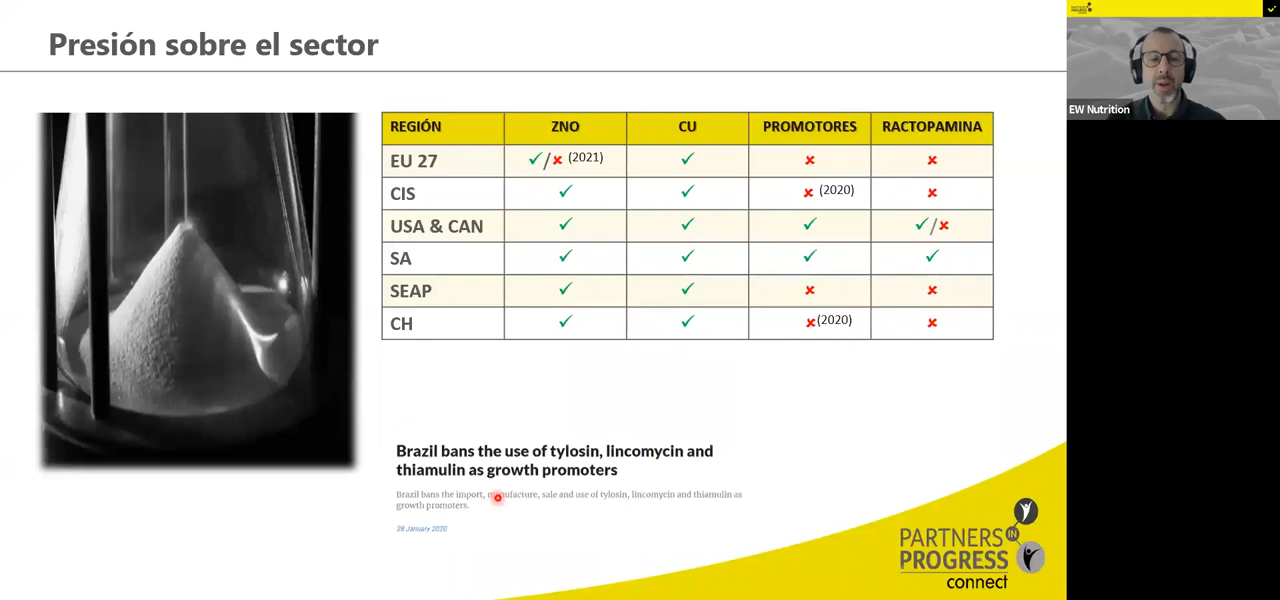 Presión sobre el sector
REGIÓN ZNO CU PROMOTORES RACTOPAMINA
EU 27 ✓/✘ (2021) ✓ ✘ ✘
CIS ✓ ✓ ✘ (2020) ✘
USA & CAN ✓ ✓ ✓ ✓/✘
SA ✓ ✓ ✓ ✓
SEAP ✓ ✓ ✘ ✘
CH ✓ ✓ ✘(2020) ✘
Brazil bans the use of tylosin, lincomycin and
thiamulin as growth promoters
Brazil bans the import, manufacture, sale and use of tylosin, lincomycin and thiamulin as
growth promoters.
28 January 2020
PARTNERS
IN
PROGRESS
connect
PARTNERS
PROGRESS
EW Nutrition